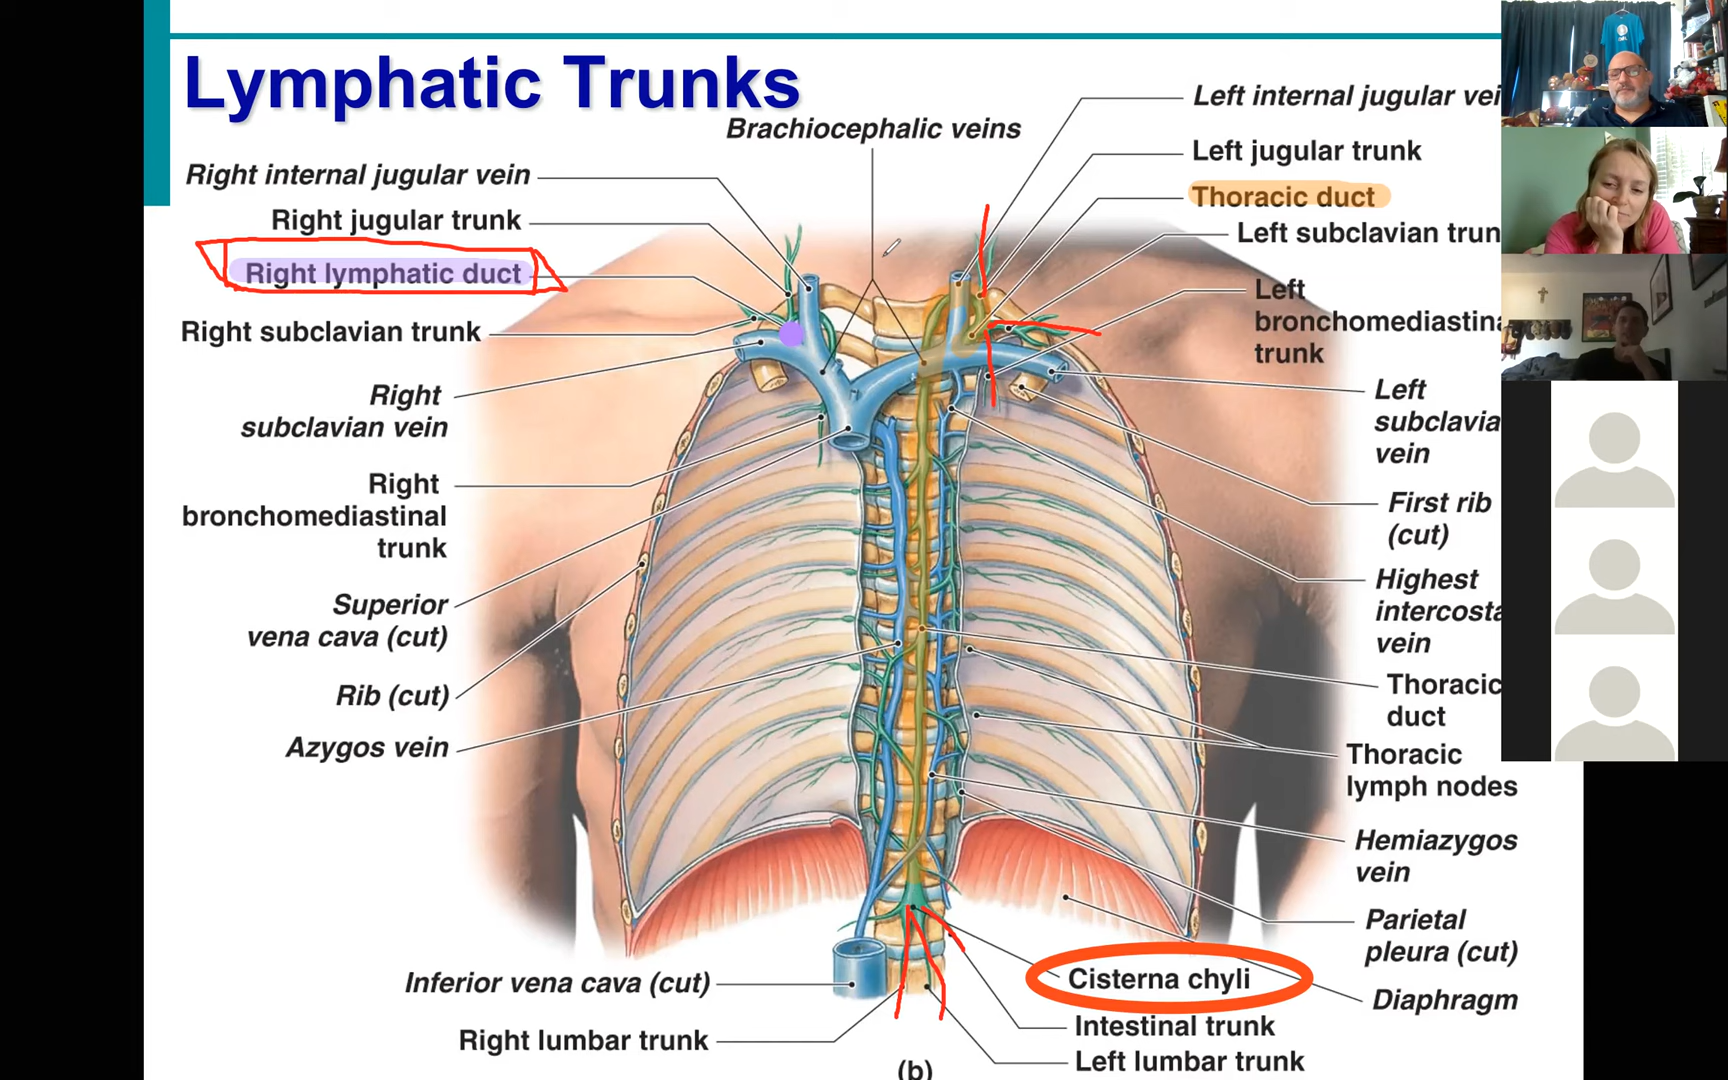 Lymphatic Trunks
Brachiocephalic veins
Right internal jugular vein
Right jugular trunk
Right lymphatic duct
Right subclavian trunk
Right
subclavian vein
Right
bronchomediastinal
trunk
Superior
vena cava (cut)
Rib (cut)
Azygos vein
Inferior vena cava (cut)
Right lumbar trunk
Left internal jugular vei
Left jugular trunk
Thoracic duct
Left subclavian trun
Left
bronchomediastina
trunk
Left
subclavia
vein
First rib
(cut)
Highest
intercosta
vein
Thoracic
duct
Thoracic
lymph nodes
Hemiazygos
vein
Parietal
pleura (cut)
Diaphragm
Cisterna chyli
Intestinal trunk
Left lumbar trunk
(b)